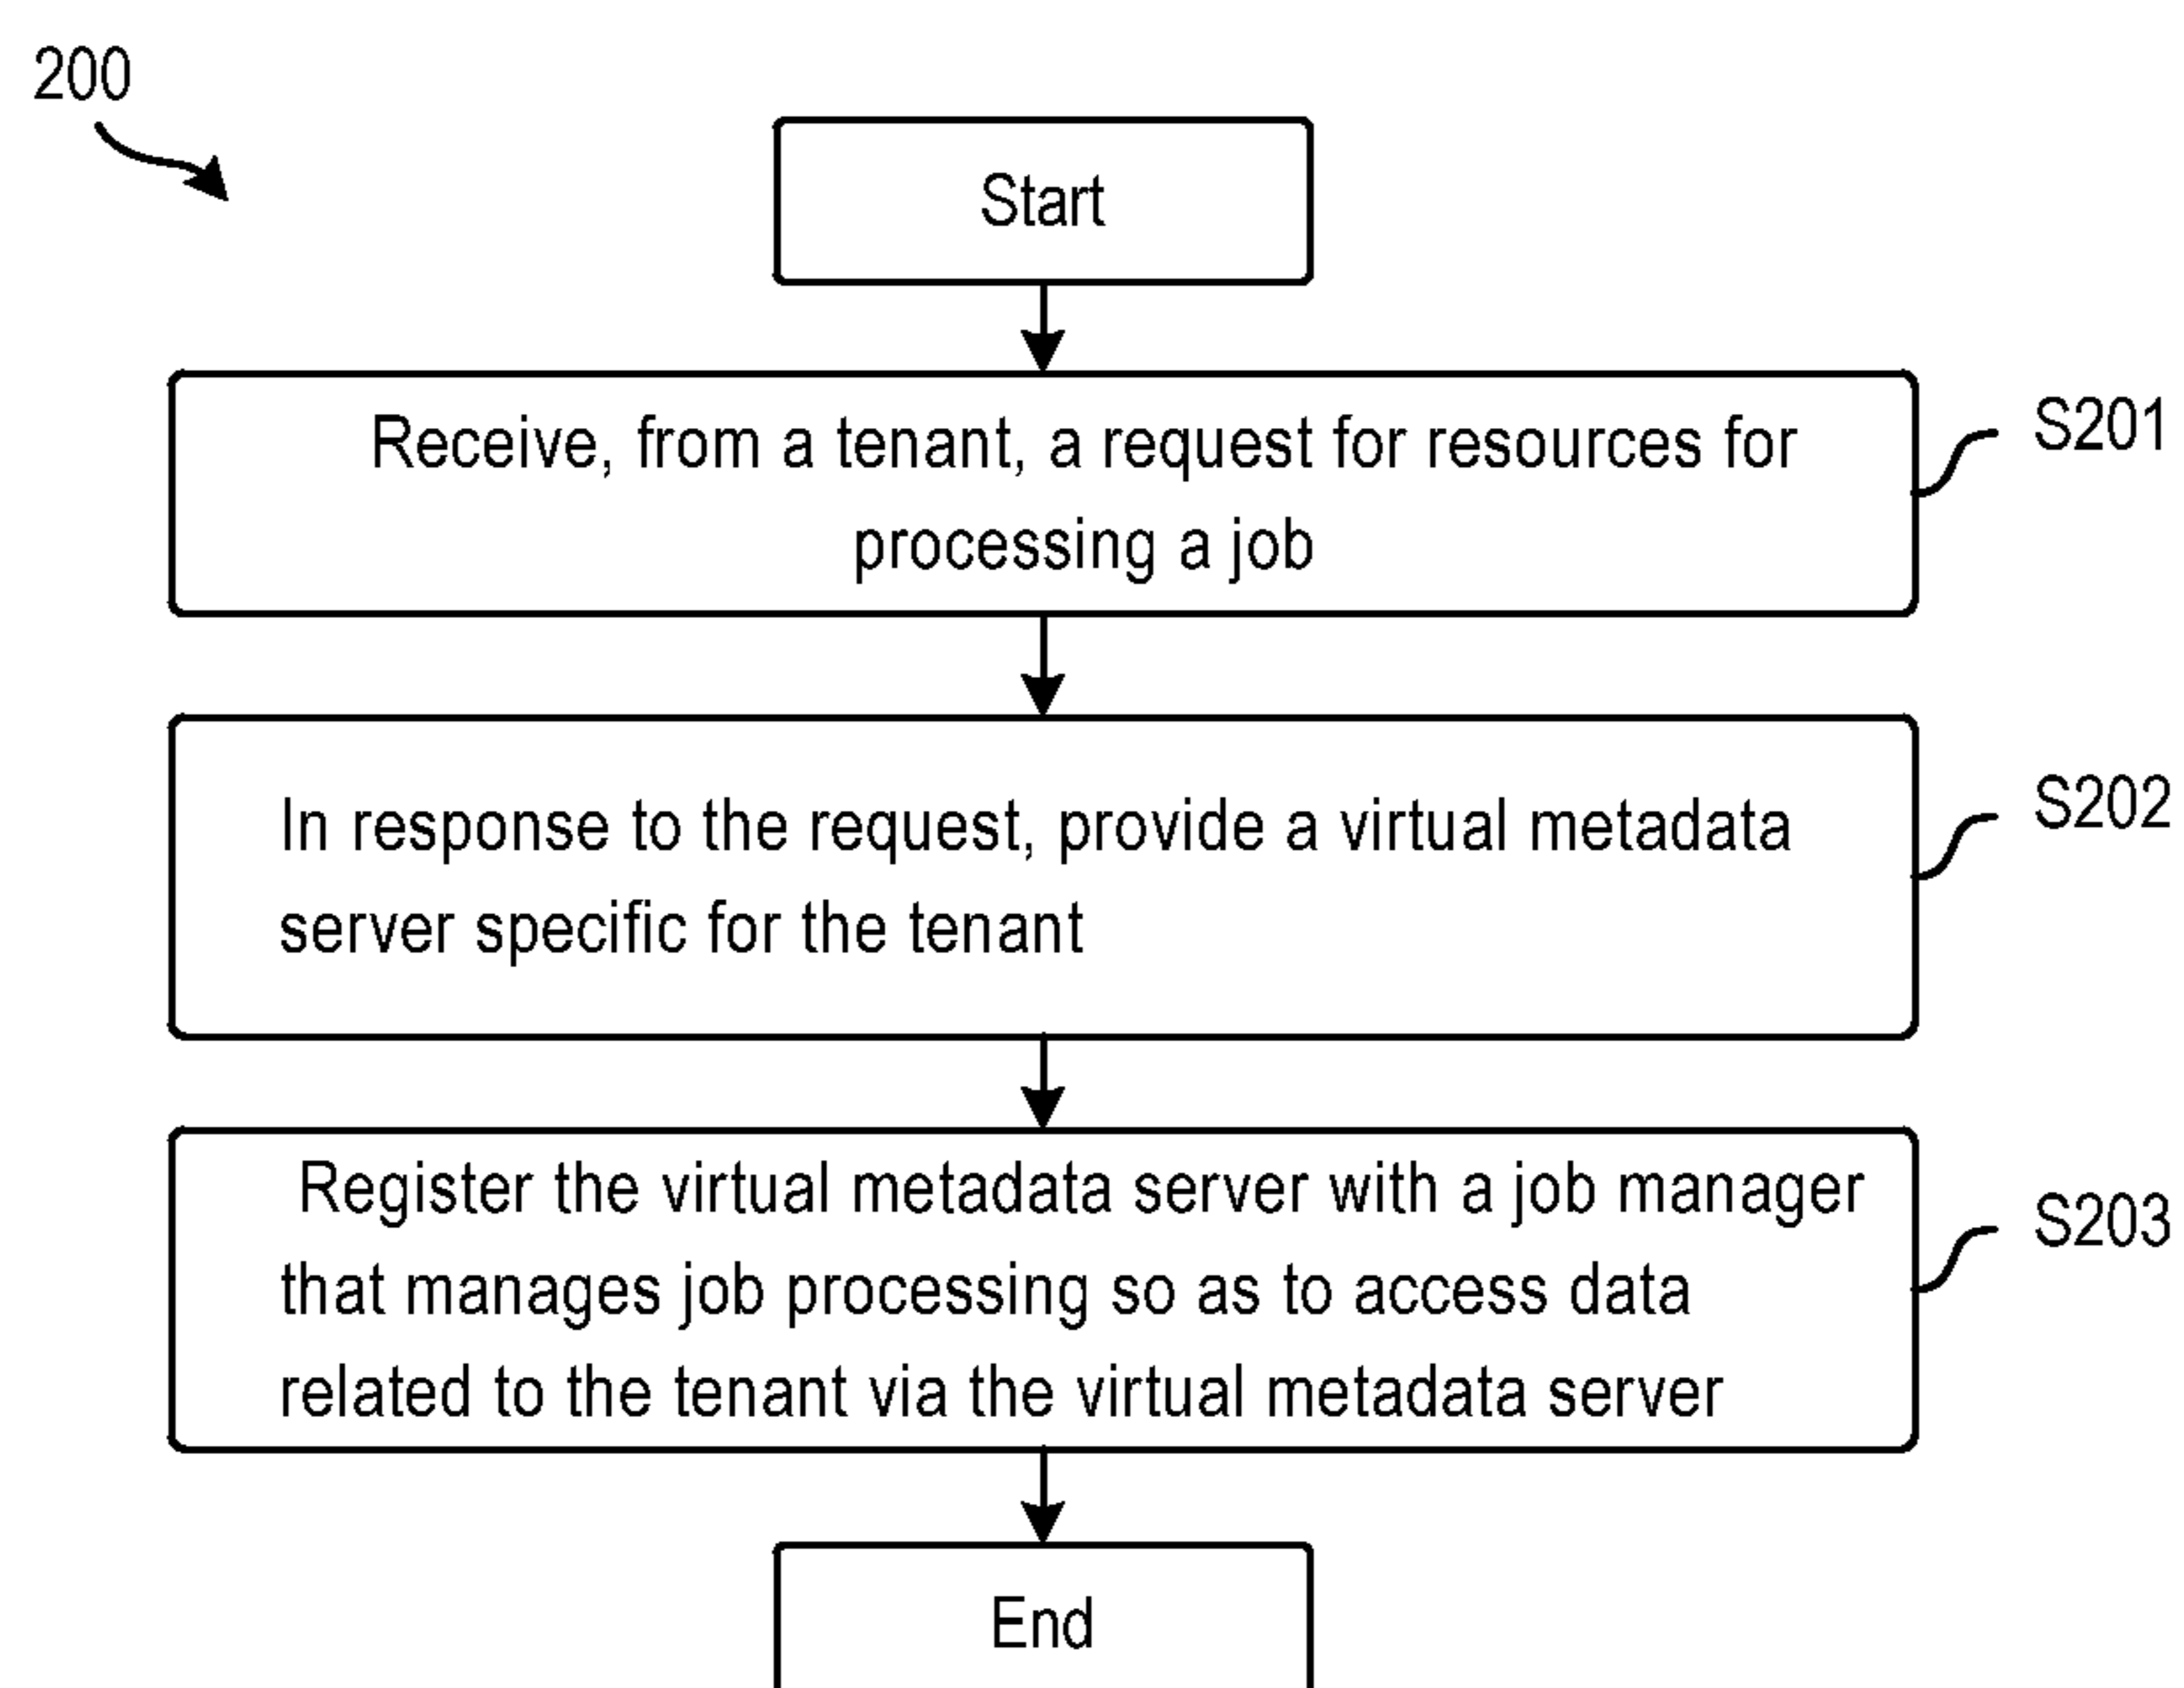 200
Start
Receive, from a tenant, a request for resources for
processing a job
S201
In response to the request, provide a virtual metadata
server specific for the tenant
S202
Register the virtual metadata server with a job manager
that manages job processing so as to access data
related to the tenant via the virtual metadata server
S203
End